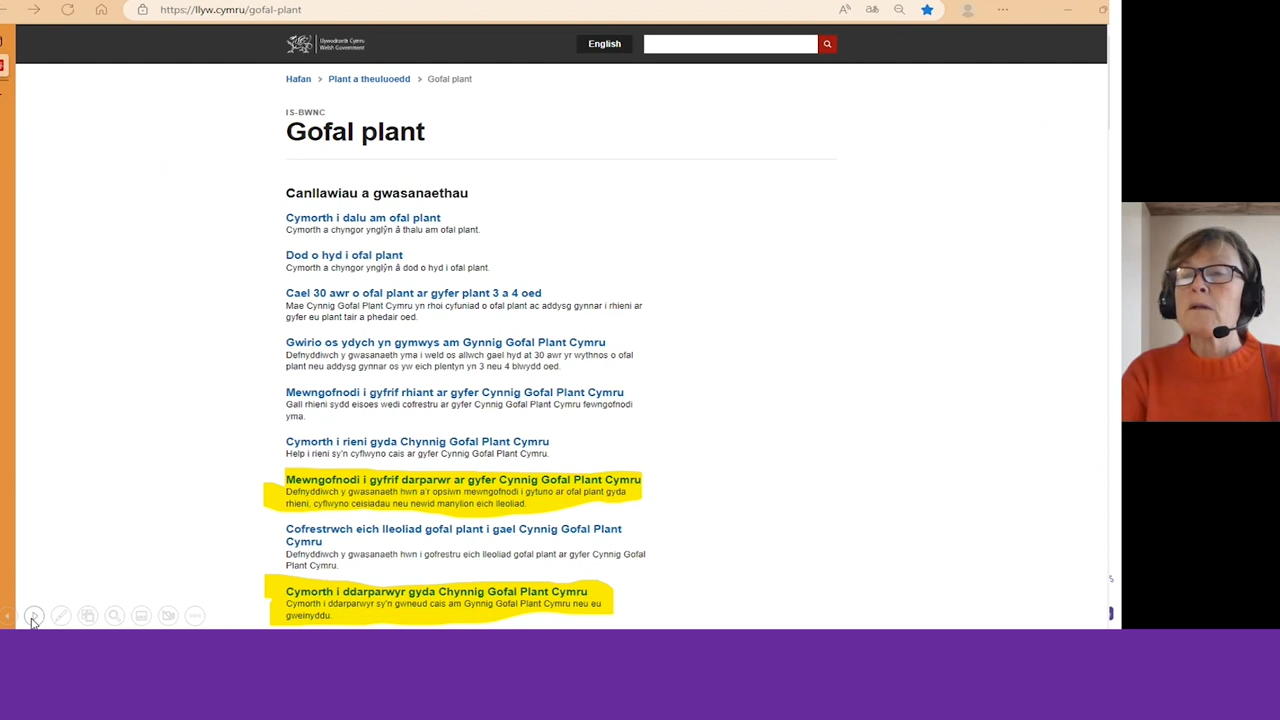 https://llyw.cymru/gofal-plant
Llywodraeth Cymru
Welsh Government
English
Hafan > Plant a theuluoedd > Gofal plant
IS-BWNC
Gofal plant
Canllawiau a gwasanaethau
Cymorth i dalu am ofal plant
Cymorth a chyngor ynglŷn â thalu am ofal plant.
Dod o hyd i ofal plant
Cymorth a chyngor ynglŷn â dod o hyd i ofal plant.
Cael 30 awr o ofal plant ar gyfer plant 3 a 4 oed
Mae Cynnig Gofal Plant Cymru yn rhoi cyfuniad o ofal plant ac addysg gynnar i rhieni ar
gyfer eu plant tair a phedair oed.
Gwirio os ydych yn gymwys am Gynnig Gofal Plant Cymru
Defnyddiwch y gwasanaeth yma i weld os allwch gael hyd at 30 awr yr wythnos o ofal
plant neu addysg gynnar os yw eich plentyn yn 3 neu 4 blwydd oed.
Mewngofnodi i gyfrif rhiant ar gyfer Cynnig Gofal Plant Cymru
Gall rhieni sydd eisoes wedi cofrestru ar gyfer Cynnig Gofal Plant Cymru fewngofnodi
yma.
Cymorth i rieni gyda Chynnig Gofal Plant Cymru
Help i rieni sy'n cyflwyno cais ar gyfer Cynnig Gofal Plant Cymru.
Mewngofnodi i gyfrif darparwr ar gyfer Cynnig Gofal Plant Cymru
Defnyddiwch y gwasanaeth hwn a'r opsiwn mewngofnodi i gytuno ar ofal plant gyda
rhieni, cyflwyno ceisiadau neu newid manylion eich lleoliad.
Cofrestrwch eich lleoliad gofal plant i gael Cynnig Gofal Plant
Cymru
Defnyddiwch y gwasanaeth hwn i gofrestru eich lleoliad gofal plant ar gyfer Cynnig Gofal
Plant Cymru.
Cymorth i ddarparwyr gyda Chynnig Gofal Plant Cymru
Cymorth i ddarparwyr sy'n gwneud cais am Gynnig Gofal Plant Cymru neu eu
gweinyddu.